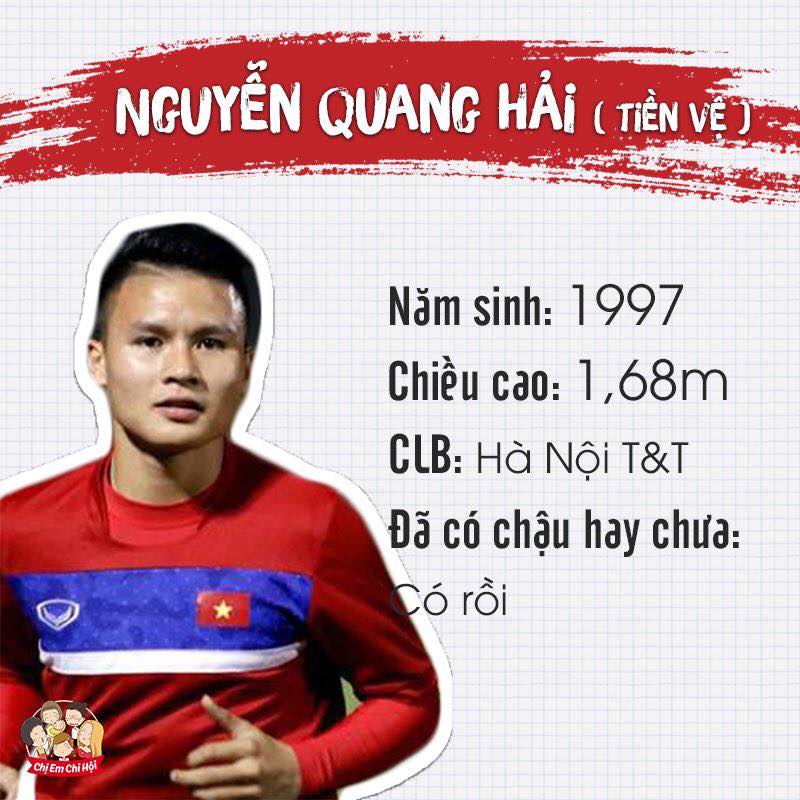 NGUYỄN QUANG HẢI ( TIỀN VỆ )
Năm sinh: 1997
Chiều cao: 1,68m
CLB: Hà Nội T&T
Đã có chậu hay chưa:
Có rồi
Chị Em Chi Hội